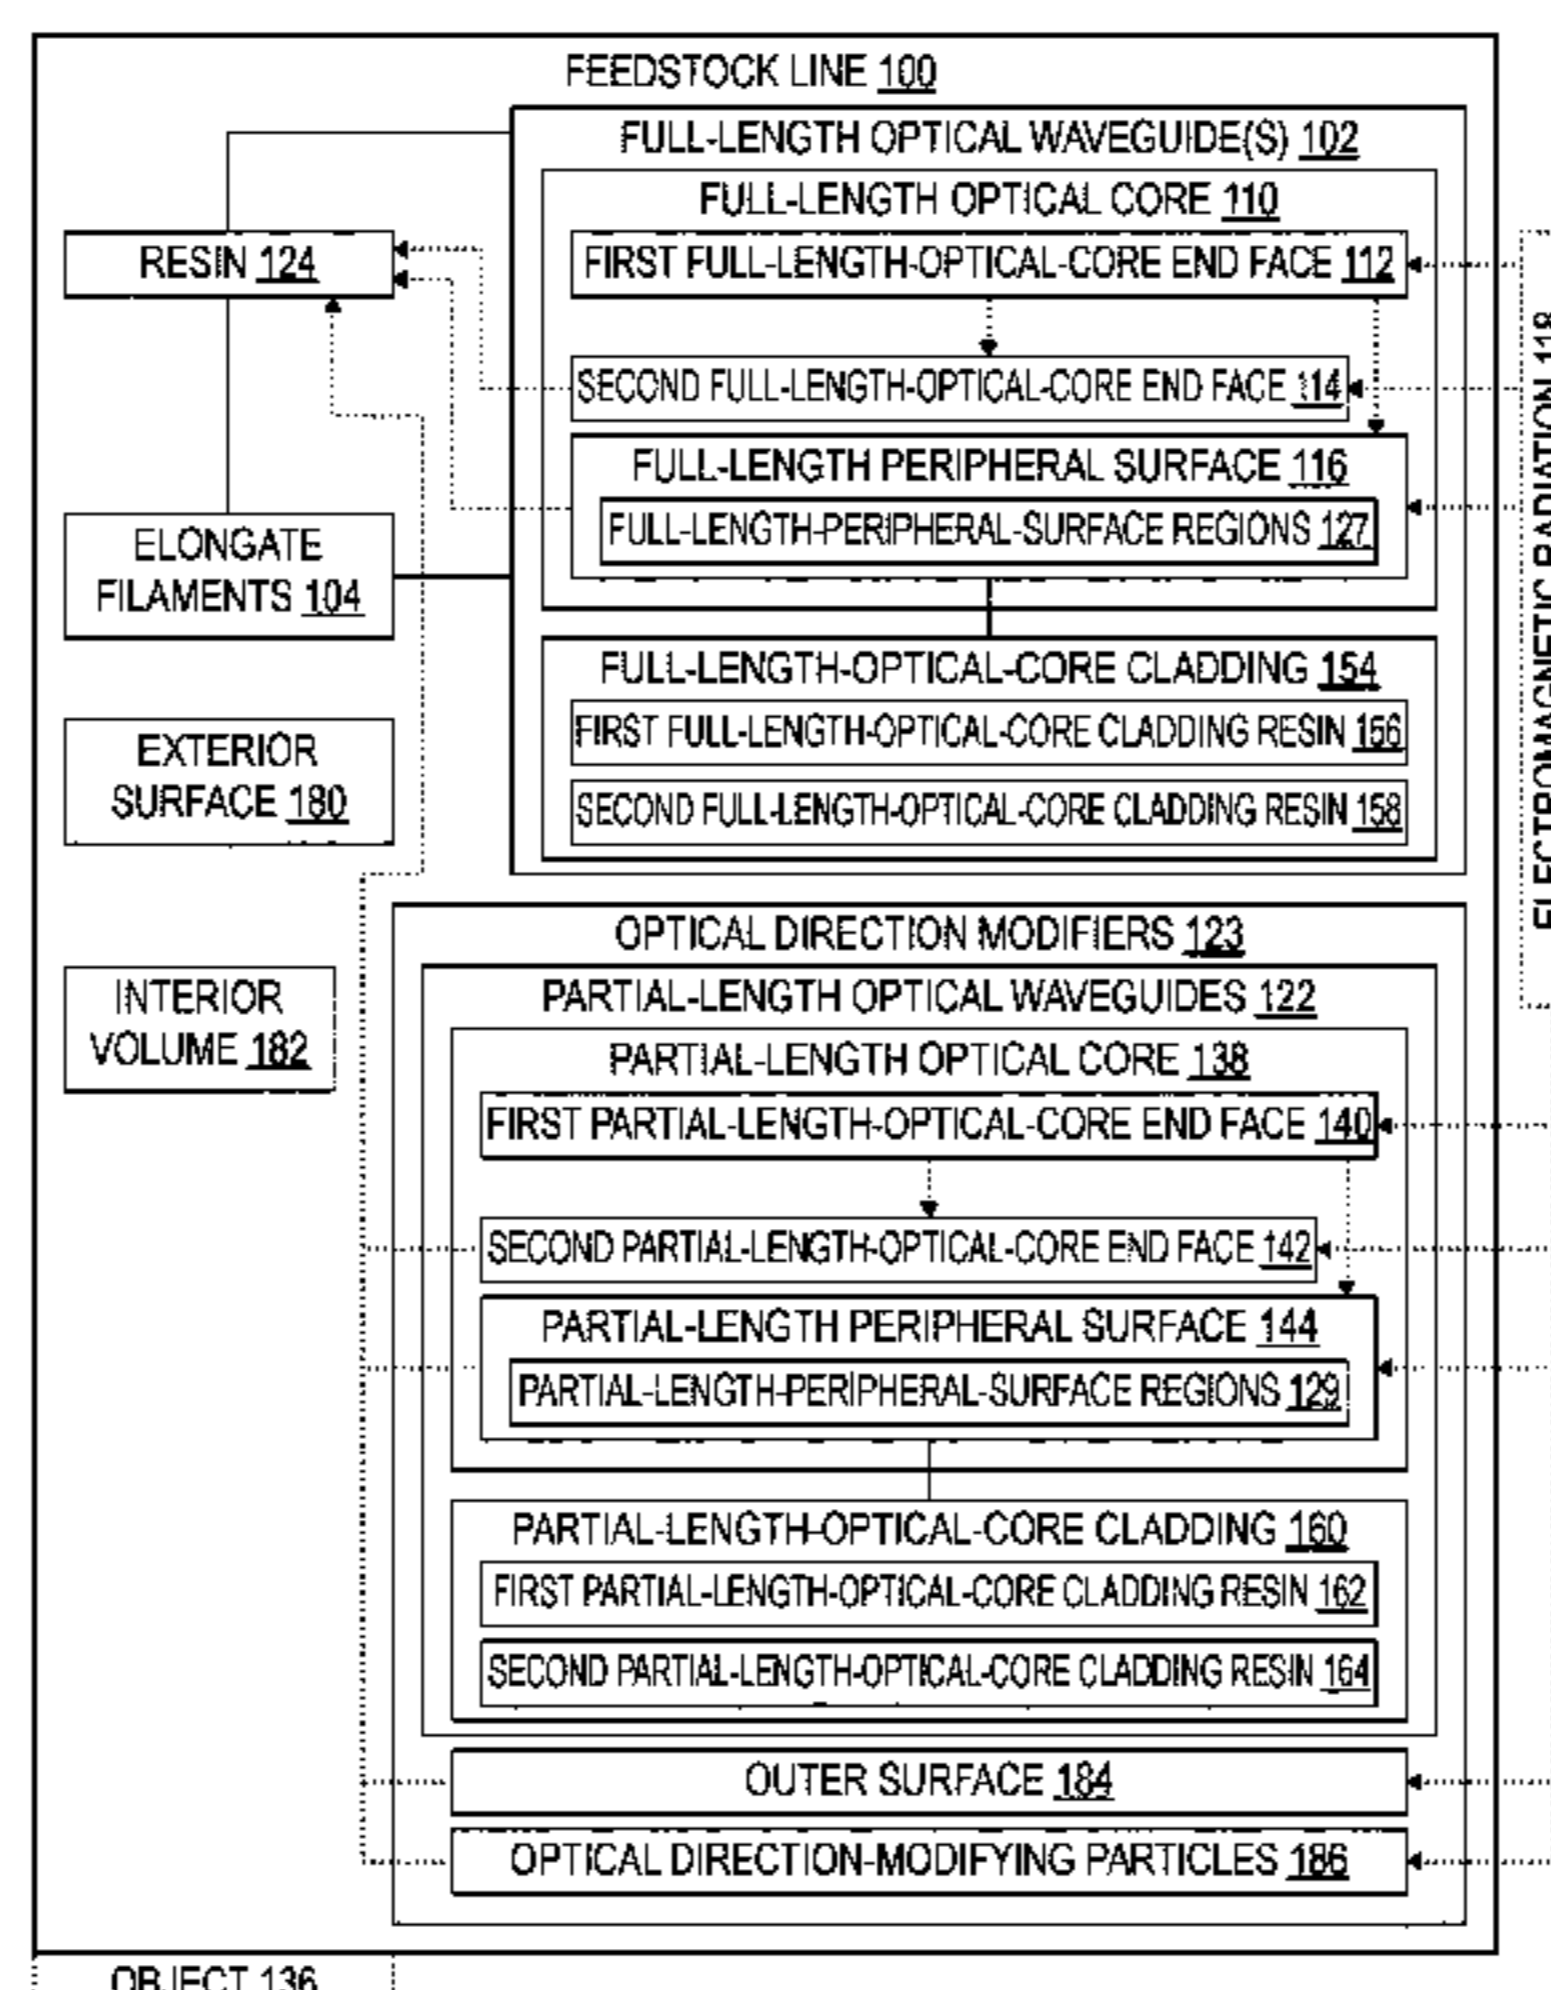 FEEDSTOCK LINE 100
FULL-LENGTH OPTICAL WAVEGUIDE(S) 102
FULL-LENGTH OPTICAL CORE 110
FIRST FULL-LENGTH-OPTICAL-CORE END FACE 112
RESIN 124
SECOND FULL-LENGTH-OPTICAL-CORE END FACE 114
FULL-LENGTH PERIPHERAL SURFACE 116
FULL-LENGTH-PERIPHERAL-SURFACE REGIONS 127
ELONGATE
FILAMENTS 104
FULL-LENGTH-OPTICAL-CORE CLADDING 154
FIRST FULL-LENGTH-OPTICAL-CORE CLADDING RESIN 156
SECOND FULL-LENGTH-OPTICAL-CORE CLADDING RESIN 158
EXTERIOR
SURFACE 180
ELECTROMAGNETIC RADIATION 118
OPTICAL DIRECTION MODIFIERS 123
PARTIAL-LENGTH OPTICAL WAVEGUIDES 122
INTERIOR
VOLUME 182
PARTIAL-LENGTH OPTICAL CORE 138
FIRST PARTIAL-LENGTH-OPTICAL-CORE END FACE 140
SECOND PARTIAL-LENGTH-OPTICAL-CORE END FACE 142
PARTIAL-LENGTH PERIPHERAL SURFACE 144
PARTIAL-LENGTH-PERIPHERAL-SURFACE REGIONS 129
PARTIAL-LENGTH-OPTICAL-CORE CLADDING 160
FIRST PARTIAL-LENGTH-OPTICAL-CORE CLADDING RESIN 162
SECOND PARTIAL-LENGTH-OPTICAL-CORE CLADDING RESIN 164
OUTER SURFACE 184
OPTICAL DIRECTION-MODIFYING PARTICLES 186
OBJECT 136